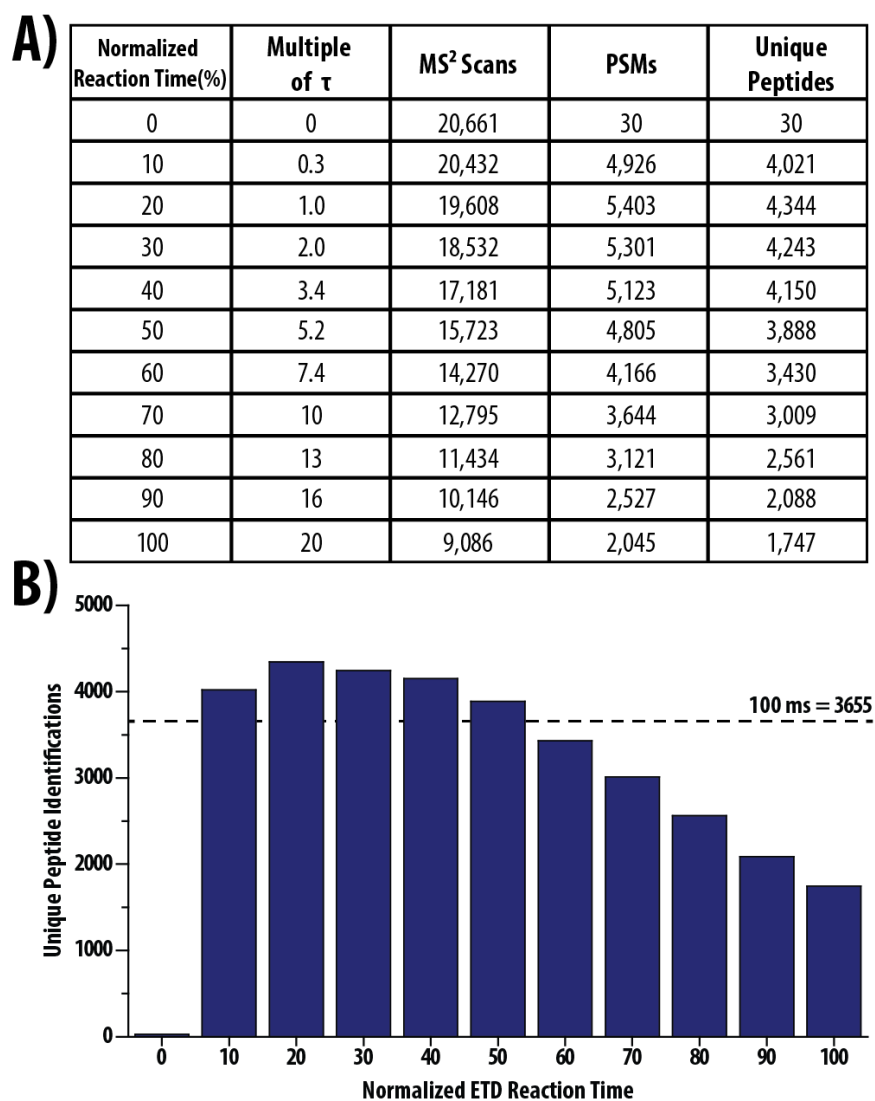 A)
Normalized Reaction Time(%) Multiple of τ MS² Scans PSMs Unique Peptides
0 0 20,661 30 30
10 0.3 20,432 4,926 4,021
20 1.0 19,608 5,403 4,344
30 2.0 18,532 5,301 4,243
40 3.4 17,181 5,123 4,150
50 5.2 15,723 4,805 3,888
60 7.4 14,270 4,166 3,430
70 10 12,795 3,644 3,009
80 13 11,434 3,121 2,561
90 16 10,146 2,527 2,088
100 20 9,086 2,045 1,747
B)
Unique Peptide Identifications
5000
4000
3000
2000
1000
0
100 ms = 3655
0 10 20 30 40 50 60 70 80 90 100
Normalized ETD Reaction Time